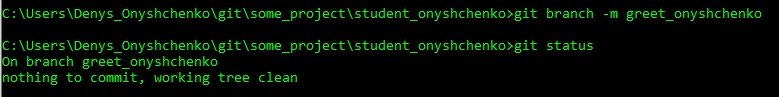 C:\Users\Denys_Onyshchenko\git\some_project\student_onyshchenko>git branch -m greet_onyshchenko
C:\Users\Denys_Onyshchenko\git\some_project\student_onyshchenko>git status
On branch greet_onyshchenko
nothing to commit, working tree clean